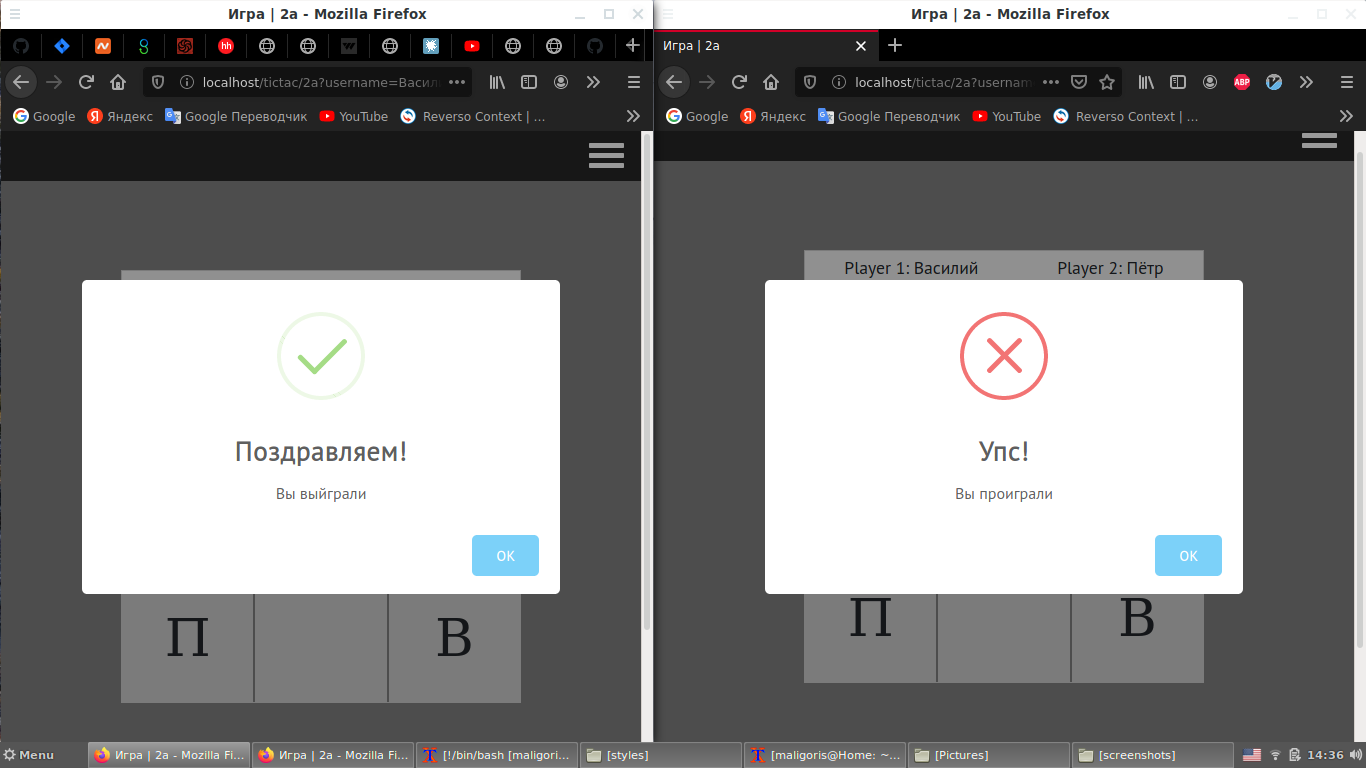 Игра | 2a - Mozilla Firefox
hh
localhost/tictac/2a?username=Васил
Google
Яндекс
Google Переводчик
YouTube
Reverso Context | ...
Поздравляем!
Вы выйграли
OK
П В
Игра | 2a - Mozilla Firefox
Игра | 2a
localhost/tictac/2a?usernam
ABP
Google
Яндекс
Google Переводчик
YouTube
Reverso Context | ...
Player 1: Василий Player 2: Пётр
Упс!
Вы проиграли
OK
П В
Menu
Игра | 2a - Mozilla Fi...
Игра | 2a - Mozilla Fi...
[!/bin/bash [maligori...
[styles]
[maligoris@Home: ~...
[Pictures]
[screenshots]
14:36